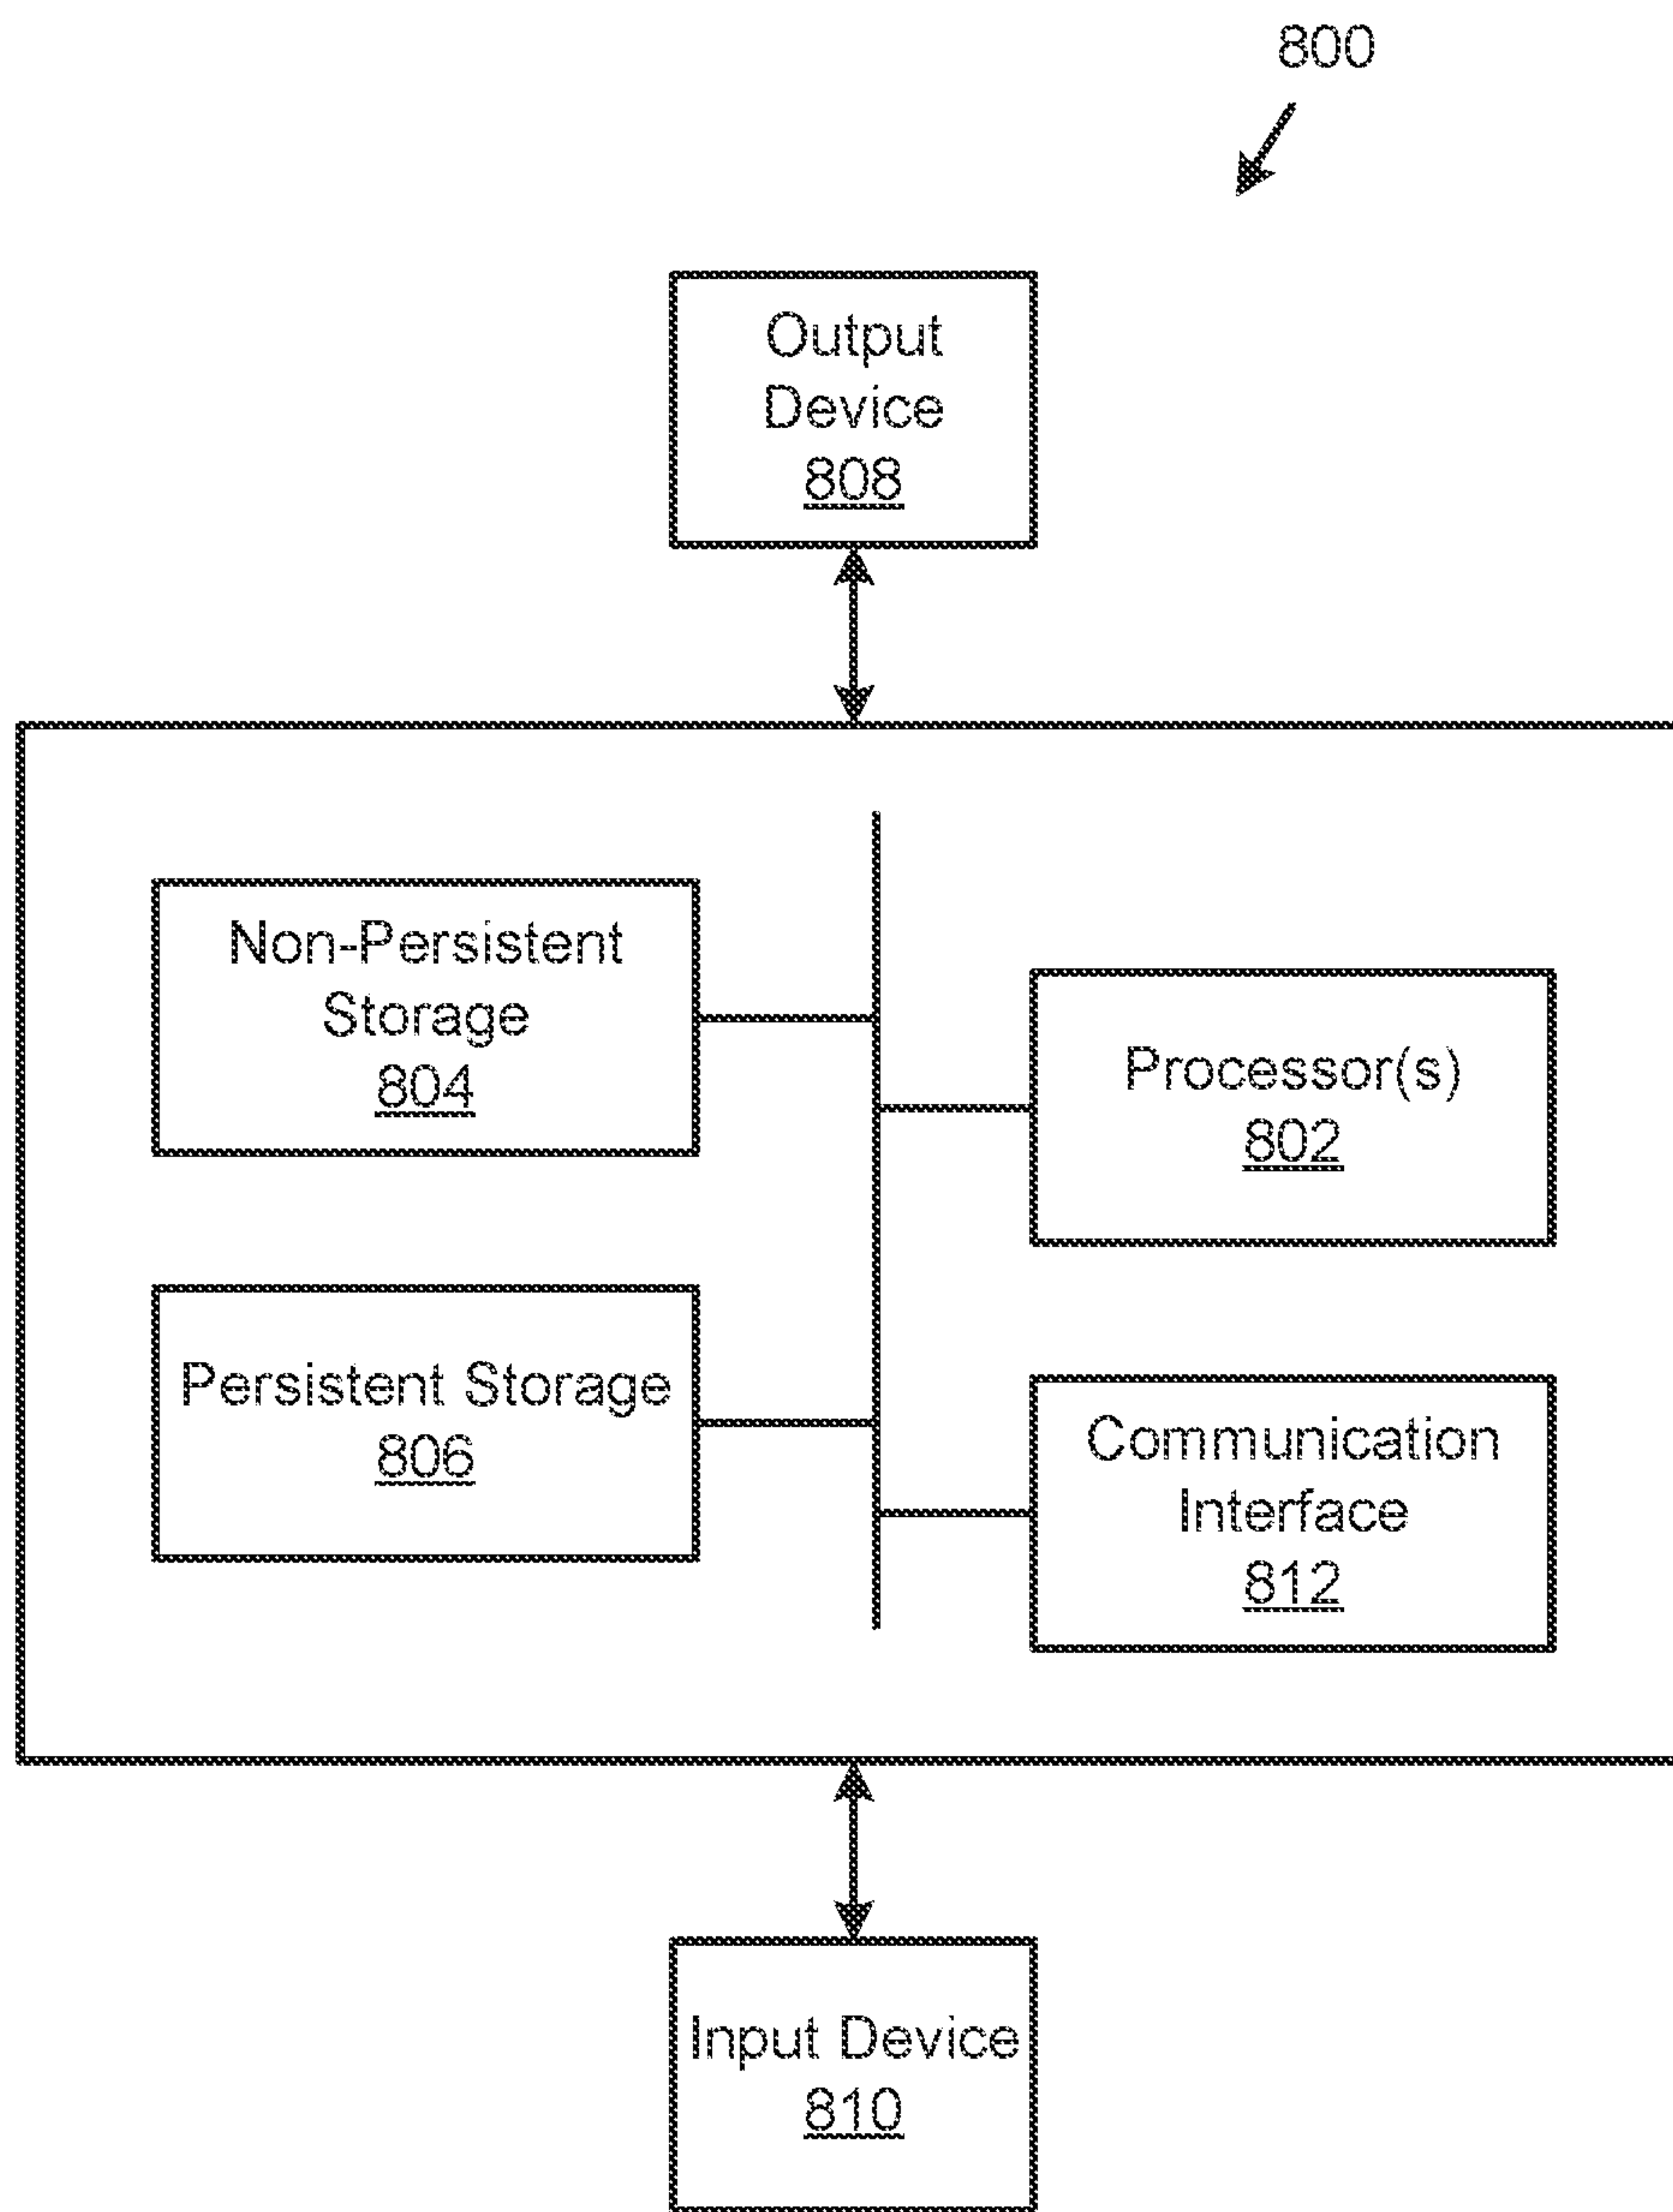 800
Output
Device
808
Non-Persistent
Storage
804
Processor(s)
802
Persistent Storage
806
Communication
Interface
812
Input Device
810